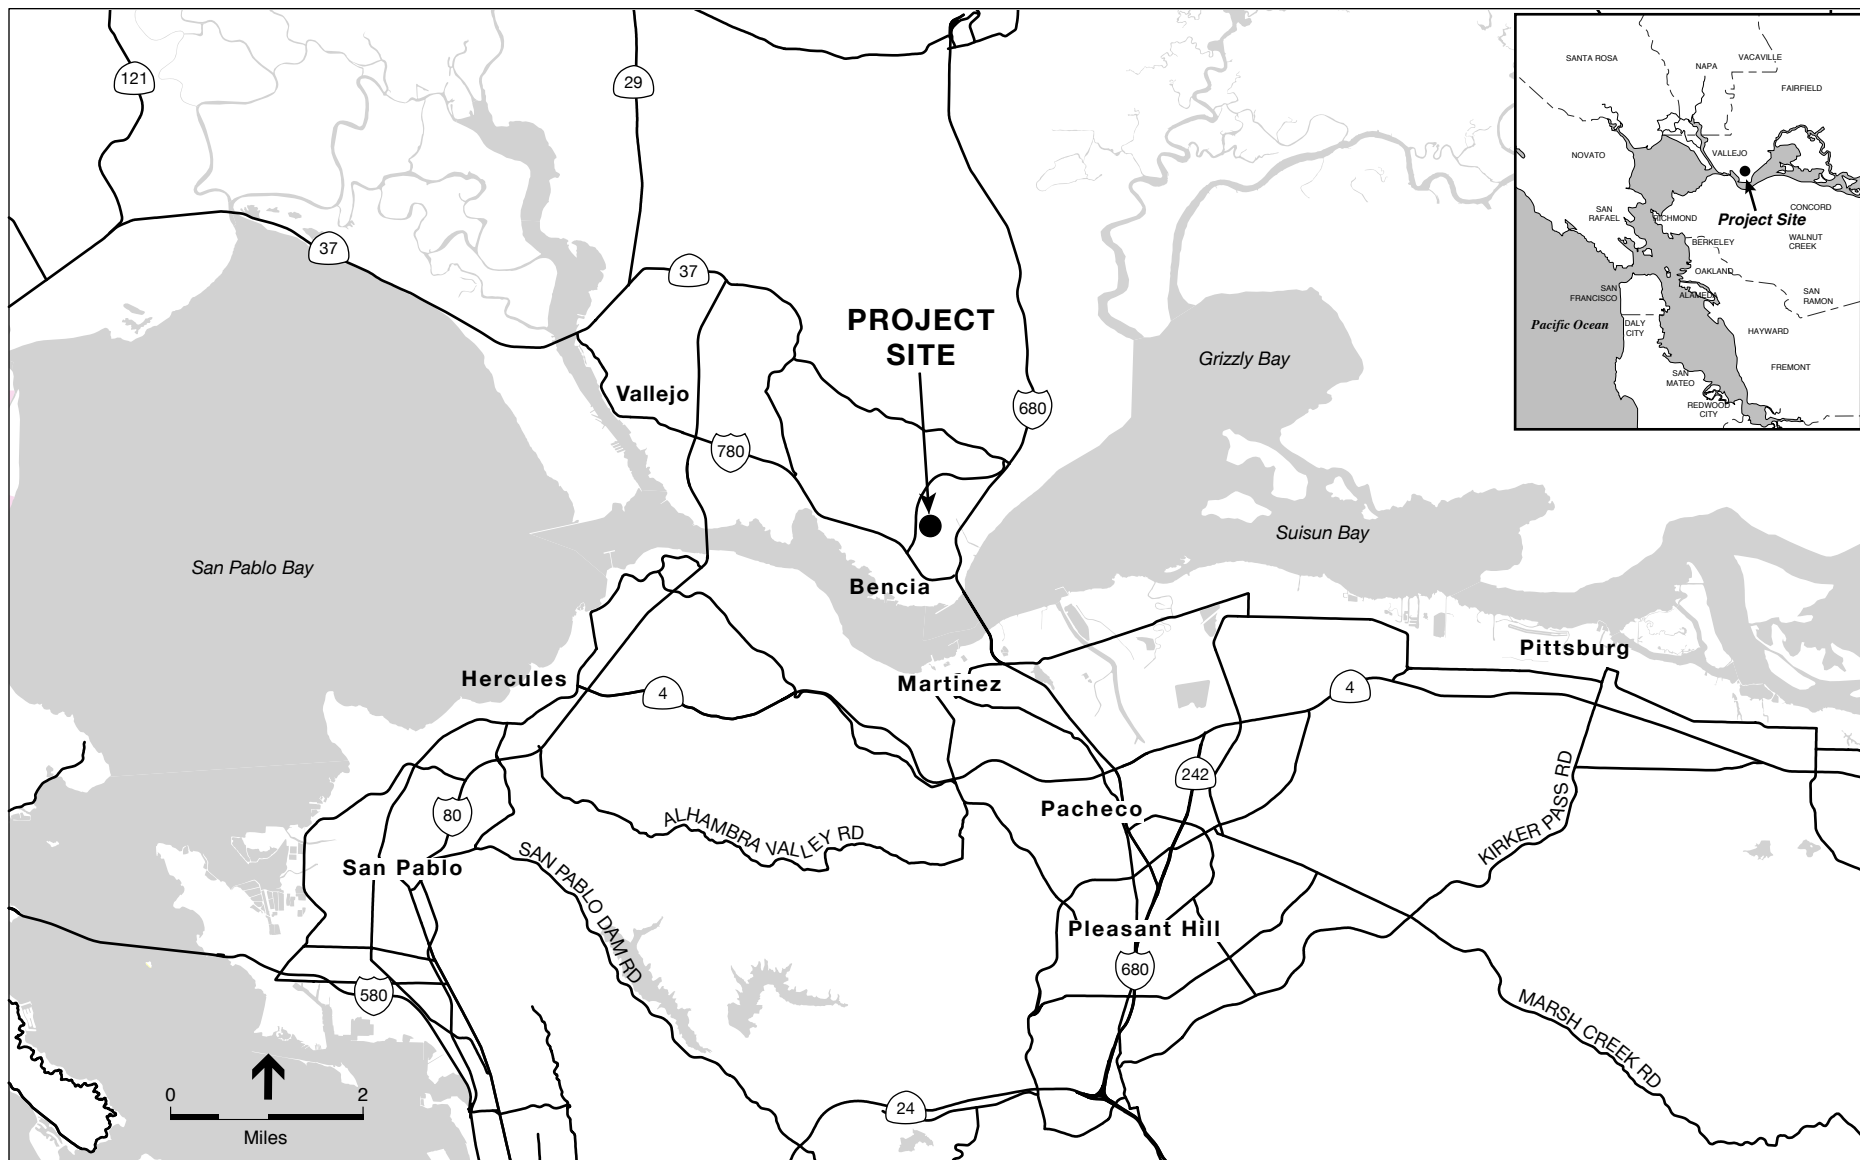 121
29
37
37
PROJECT
SITE
Vallejo
780
680
Grizzly Bay
Suisun Bay
San Pablo Bay
Bencia
Hercules
4
Martinez
Pittsburg
4
242
80
Pacheco
ALHAMBRA VALLEY RD
KIRKER PASS RD
San Pablo
SAN PABLO DAM RD
Pleasant Hill
680
580
MARSH CREEK RD
24
0 2
Miles
SANTA ROSA
NAPA
VACAVILLE
FAIRFIELD
NOVATO
VALLEJO
SAN
RAFAEL
RICHMOND
Project Site
CONCORD
BERKELEY
WALNUT
CREEK
OAKLAND
SAN
FRANCISCO
ALAMEDA
SAN
RAMON
Pacific Ocean
DALY
CITY
HAYWARD
SAN
MATEO
FREMONT
REDWOOD
CITY